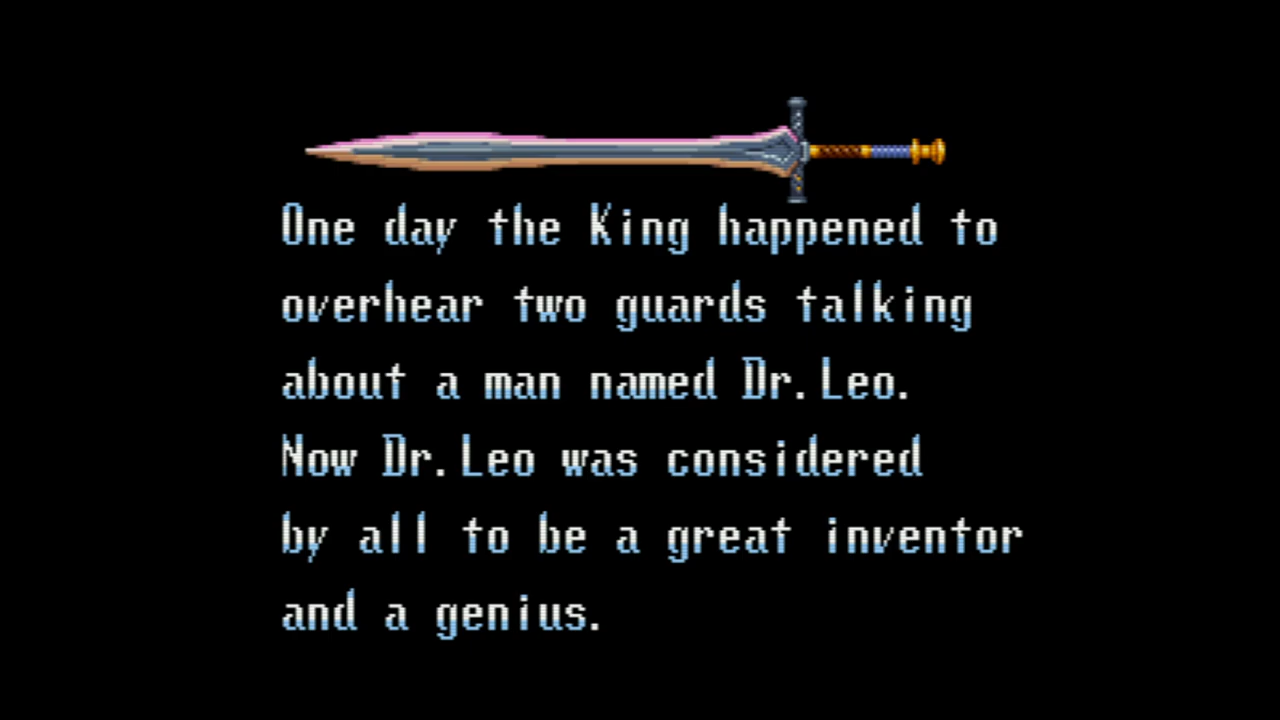 One day the King happened to
overhear two guards talking
about a man named Dr.Leo.
Now Dr.Leo was considered
by all to be a great inventor
and a genius.